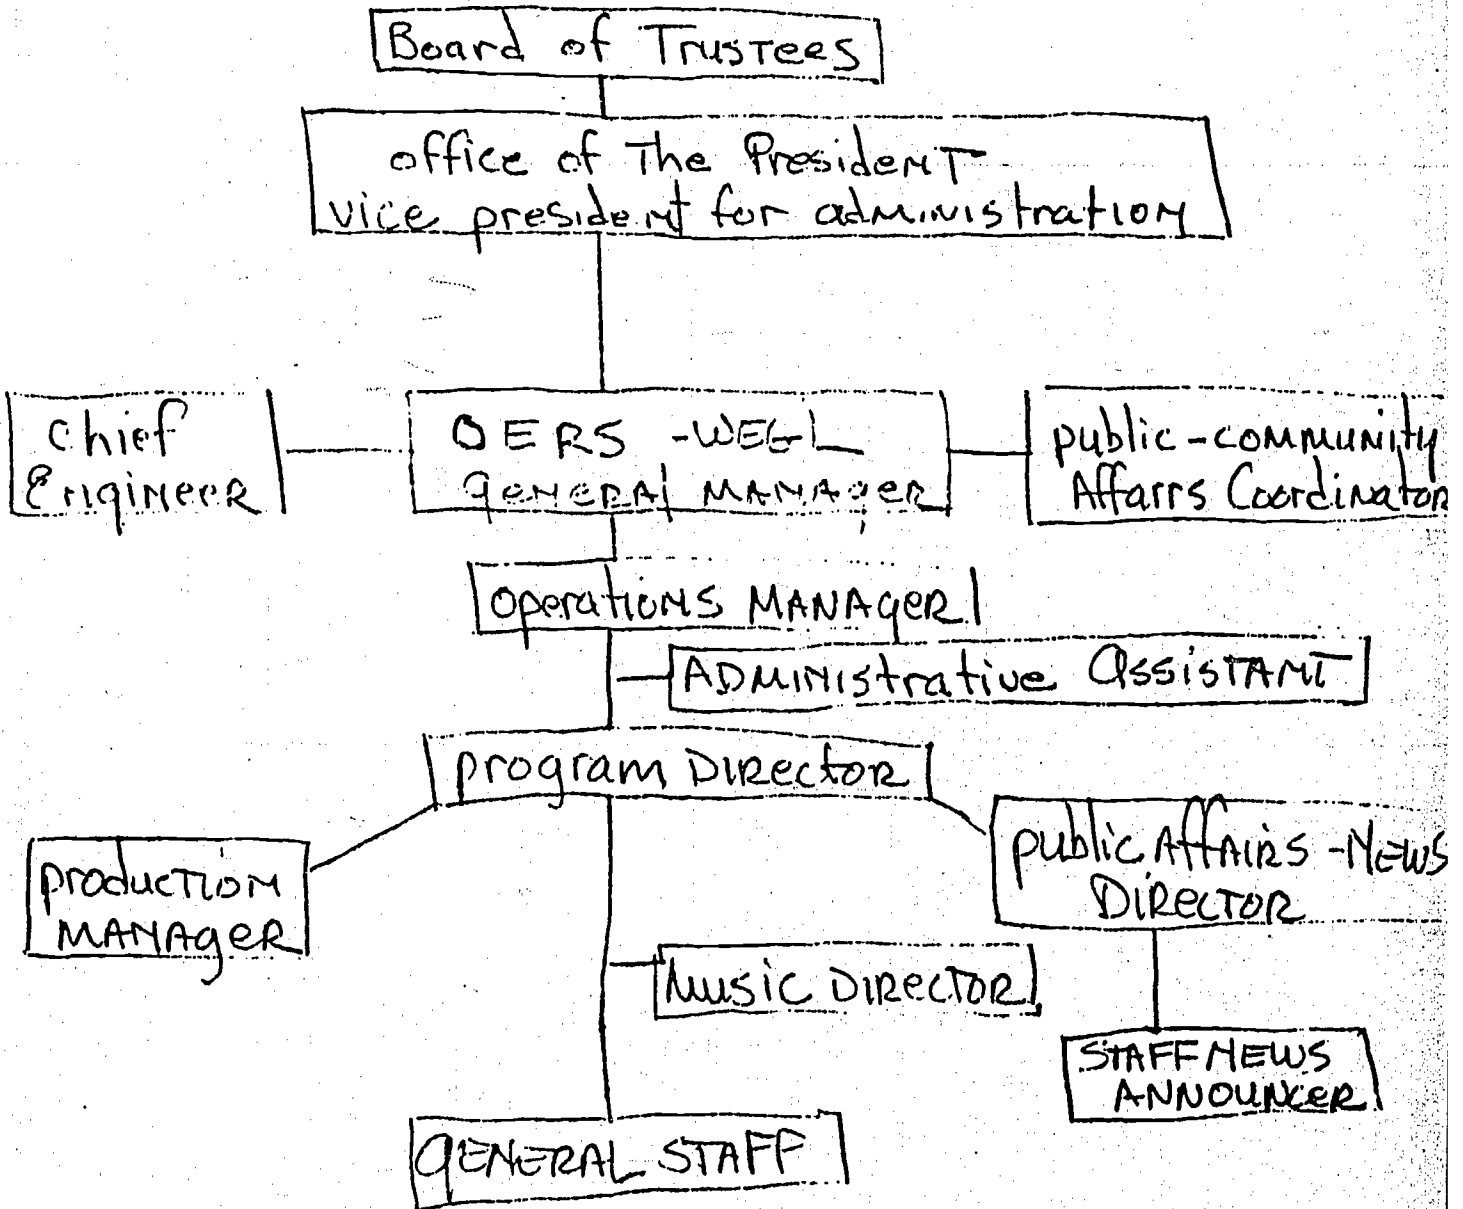 Board of Trustees
office of The President
vice president for administration
Chief
Engineer
OERS -WEGL
general manager
public-community
Affairs Coordinator
operations Manager
Administrative Assistant
program Director
production
Manager
public Affairs-News
Director
Music Director
Staff News
Announcer
General Staff